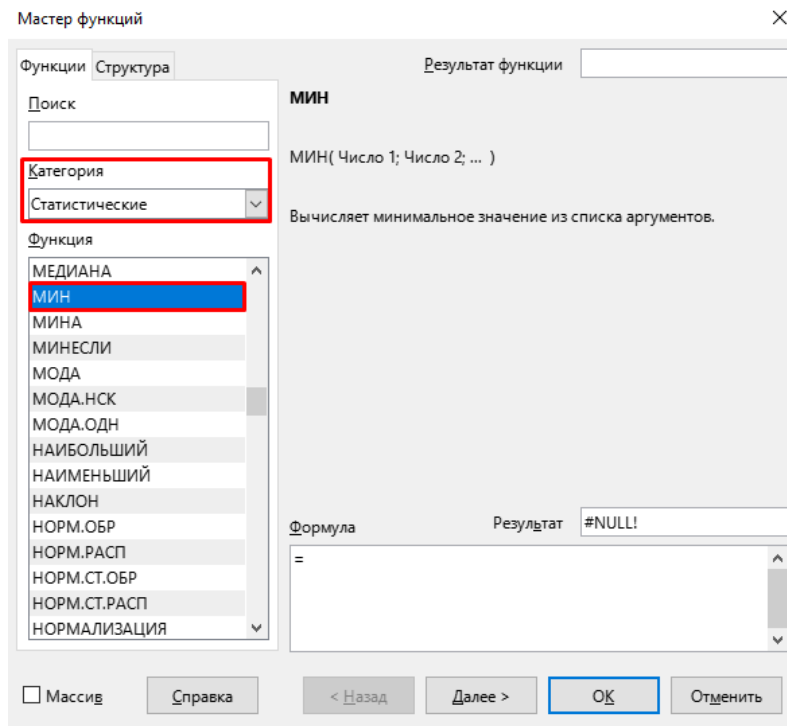 Мастер функций
Функции Структура
Результат функции
Поиск
МИН
МИН( Число 1; Число 2; ... )
Категория
Статистические
Вычисляет минимальное значение из списка аргументов.
Функция
МЕДИАНА
МИН
МИНА
МИНЕСЛИ
МОДА
МОДА.НСК
МОДА.ОДН
НАИБОЛЬШИЙ
НАИМЕНЬШИЙ
НАКЛОН
НОРМ.ОБР
НОРМ.РАСП
НОРМ.СТ.ОБР
НОРМ.СТ.РАСП
НОРМАЛИЗАЦИЯ
Формула
Результат #NULL!
=
Массив
Справка
< Назад
Далее >
ОК
Отменить